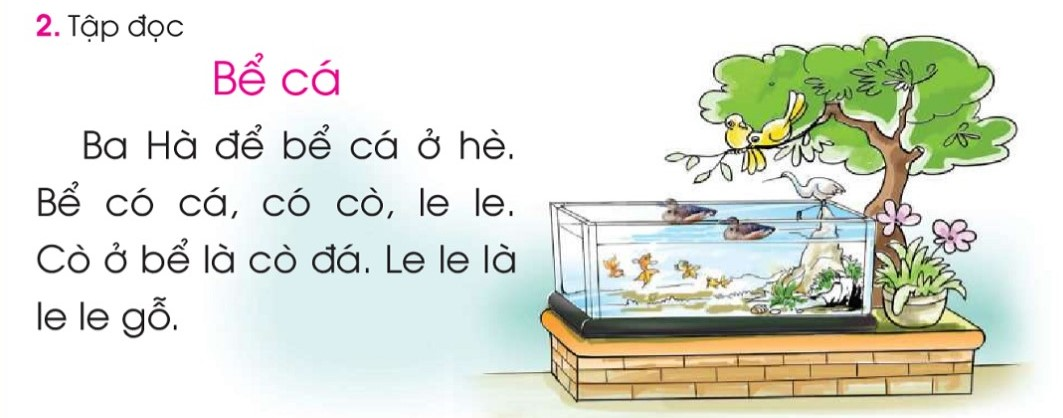 2. Tập đọc
Bể cá
Ba Hà để bể cá ở hè.
Bể có cá, có cò, le le.
Cò ở bể là cò đá. Le le là
le le gỗ.